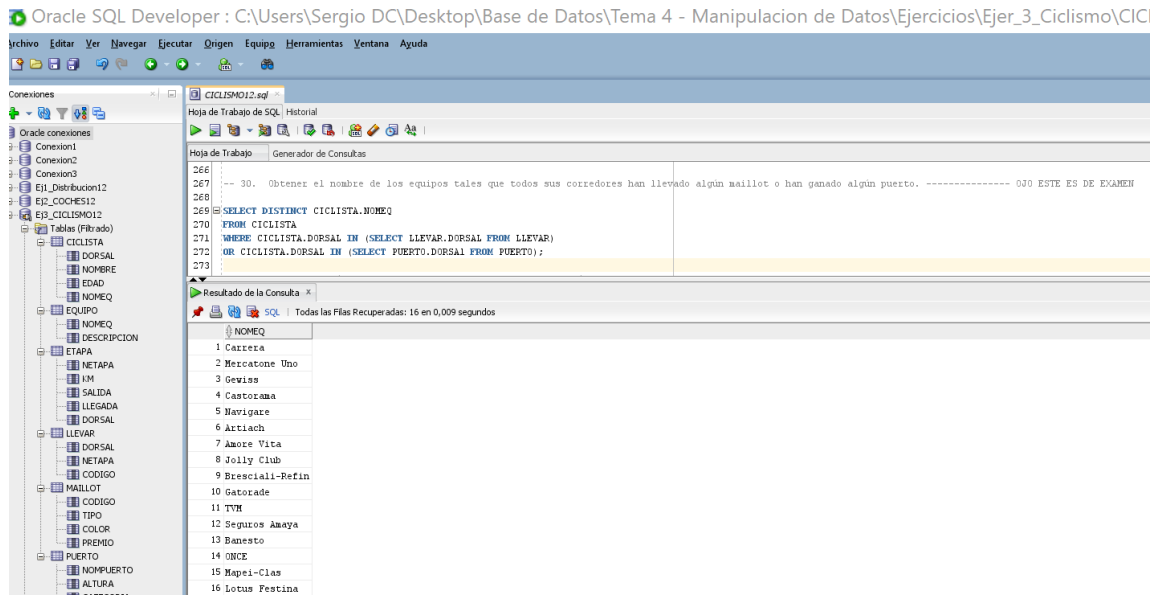 Oracle SQL Developer : C:\Users\Sergio DC\Desktop\Base de Datos\Tema 4 - Manipulacion de Datos\Ejercicios\Ejer_3_Ciclismo\CICI
Archivo Editar Ver Navegar Ejecutar Origen Equipo Herramientas Ventana Ayuda
Conexiones
Oracle conexiones
Conexion1
Conexion2
Conexion3
Ej1_Distribucion12
EJ2_COCHES12
EJ3_CICLISMO12
Tablas (Filtrado)
CICLISTA
DORSAL
NOMBRE
EDAD
NOMEQ
EQUIPO
NOMEQ
DESCRIPCION
ETAPA
NETAPA
KM
SALIDA
LLEGADA
DORSAL
LLEVAR
DORSAL
NETAPA
CODIGO
MAILLOT
CODIGO
TIPO
COLOR
PREMIO
PUERTO
NOMPUERTO
ALTURA
CICLISMO12.sql
Hoja de Trabajo de SQL Historial
Hoja de Trabajo Generador de Consultas
266
267 -- 30. Obtener el nombre de los equipos tales que todos sus corredores han llevado algún maillot o han ganado algún puerto. --------------- OJO ESTE ES DE EXAMEN
268
269 SELECT DISTINCT CICLISTA.NOMEQ
270 FROM CICLISTA
271 WHERE CICLISTA.DORSAL IN (SELECT LLEVAR.DORSAL FROM LLEVAR)
272 OR CICLISTA.DORSAL IN (SELECT PUERTO.DORSAl FROM PUERTO);
273
Resultado de la Consulta
SQL | Todas las Filas Recuperadas: 16 en 0,009 segundos
NOMEQ
1 Carrera
2 Mercatone Uno
3 Gewiss
4 Castorama
5 Navigare
6 Artiach
7 Amore Vita
8 Jolly Club
9 Bresciali-Refin
10 Gatorade
11 TVM
12 Seguros Amaya
13 Banesto
14 ONCE
15 Mapei-Clas
16 Lotus Festina